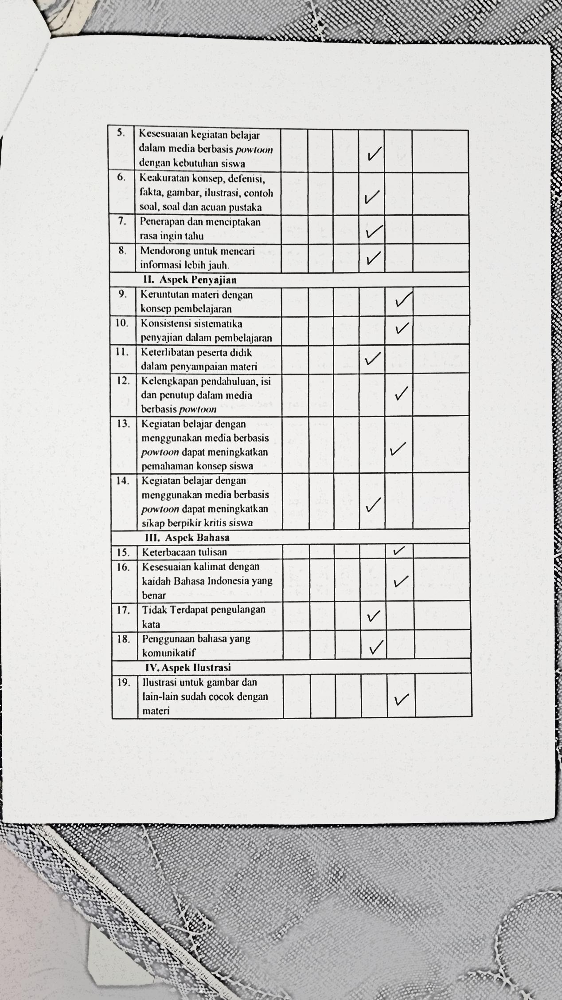 5. Kesesuaian kegiatan belajar
dalam media berbasis powtoon
dengan kebutuhan siswa
6. Keakuratan konsep, defenisi,
fakta, gambar, ilustrasi, contoh
soal, soal dan acuan pustaka
7. Penerapan dan menciptakan
rasa ingin tahu
8. Mendorong untuk mencari
informasi lebih jauh.
II. Aspek Penyajian
9. Keruntutan materi dengan
konsep pembelajaran
10. Konsistensi sistematika
penyajian dalam pembelajaran
11. Keterlibatan peserta didik
dalam penyampaian materi
12. Kelengkapan pendahuluan, isi
dan penutup dalam media
berbasis powtoon
13. Kegiatan belajar dengan
menggunakan media berbasis
powtoon dapat meningkatkan
pemahaman konsep siswa
14. Kegiatan belajar dengan
menggunakan media berbasis
powtoon dapat meningkatkan
sikap berpikir kritis siswa
III. Aspek Bahasa
15. Keterbacaan tulisan
16. Kesesuaian kalimat dengan
kaidah Bahasa Indonesia yang
benar
17. Tidak Terdapat pengulangan
kata
18. Penggunaan bahasa yang
komunikatif
IV. Aspek Ilustrasi
19. Ilustrasi untuk gambar dan
lain-lain sudah cocok dengan
materi